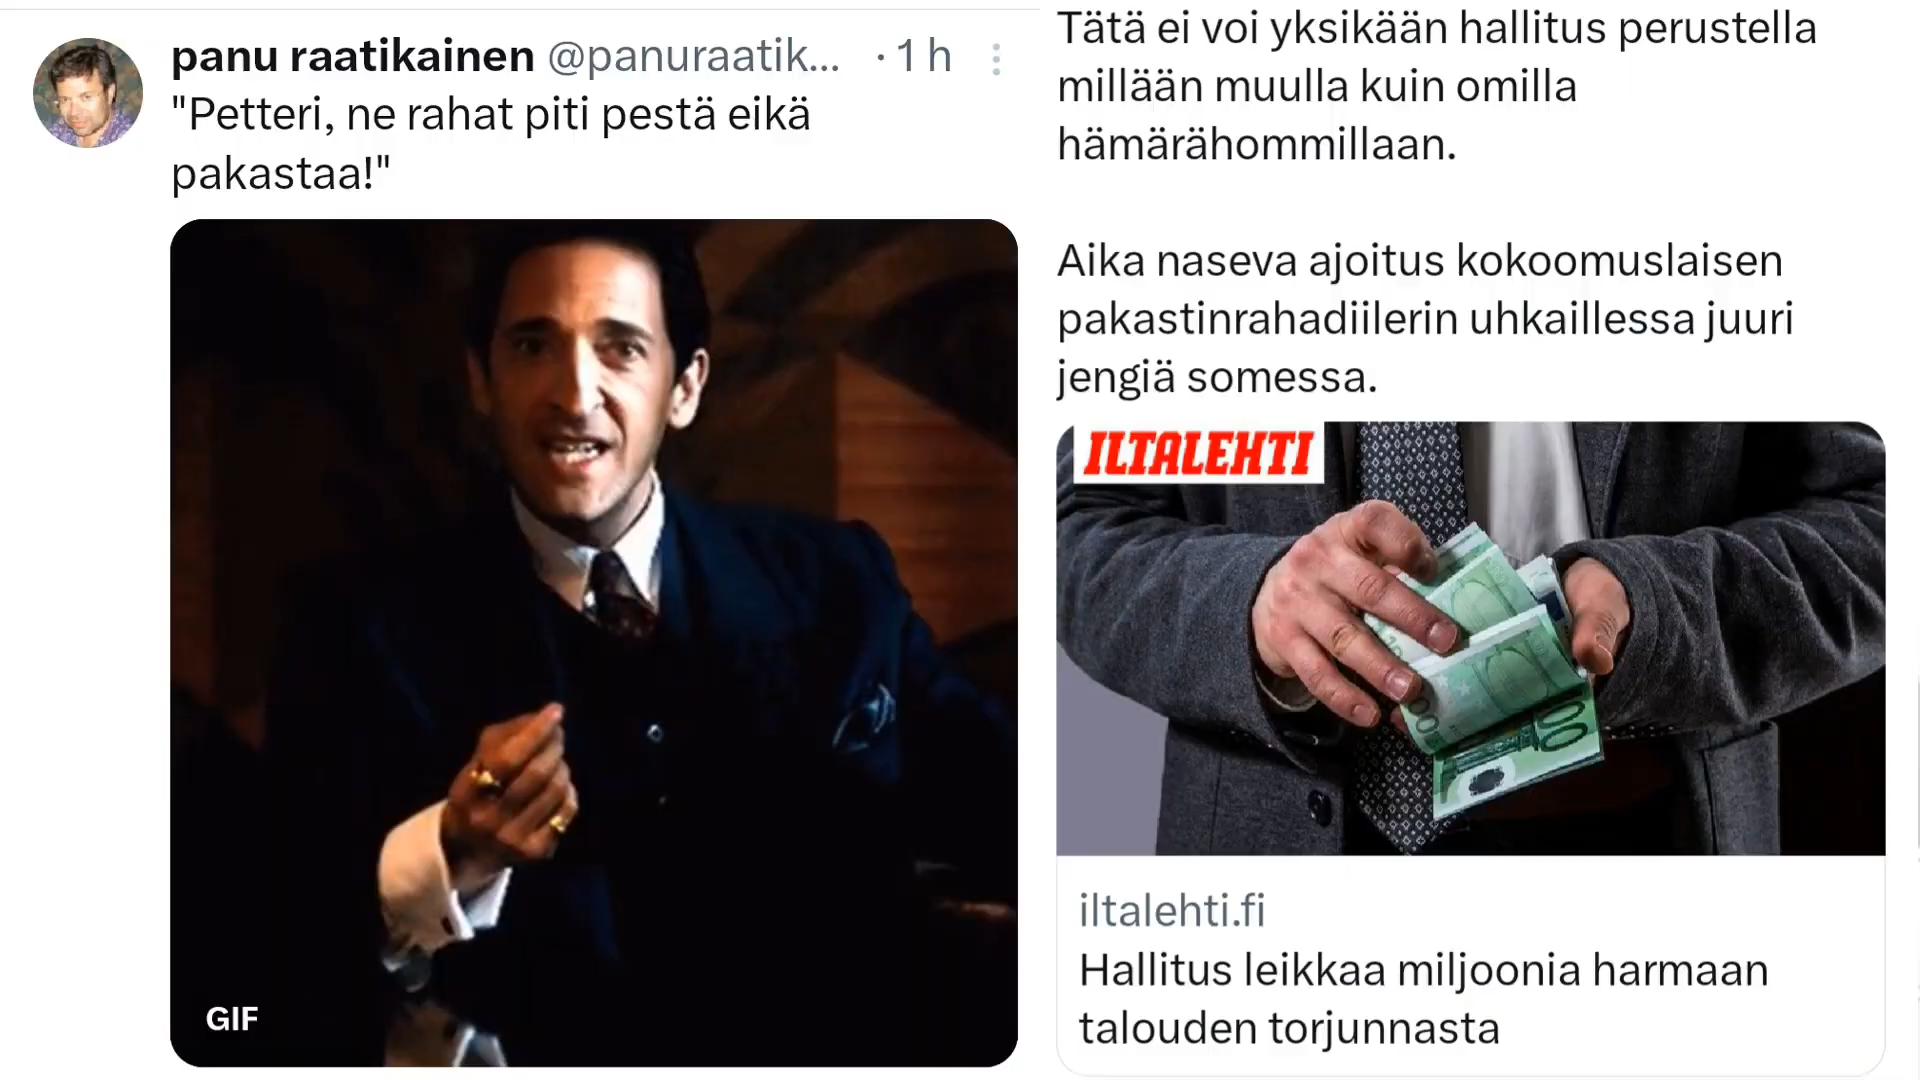 panu raatikainen @panuraatik... · 1 h
"Petteri, ne rahat piti pestä eikä
pakastaa!"
GIF
Tätä ei voi yksikään hallitus perustella
millään muulla kuin omilla
hämärähommillaan.
Aika naseva ajoitus kokoomuslaisen
pakastinrahadiilerin uhkaillessa juuri
jengiä somessa.
ILTALEHTI
100
100
iltalehti.fi
Hallitus leikkaa miljoonia harmaan
talouden torjunnasta